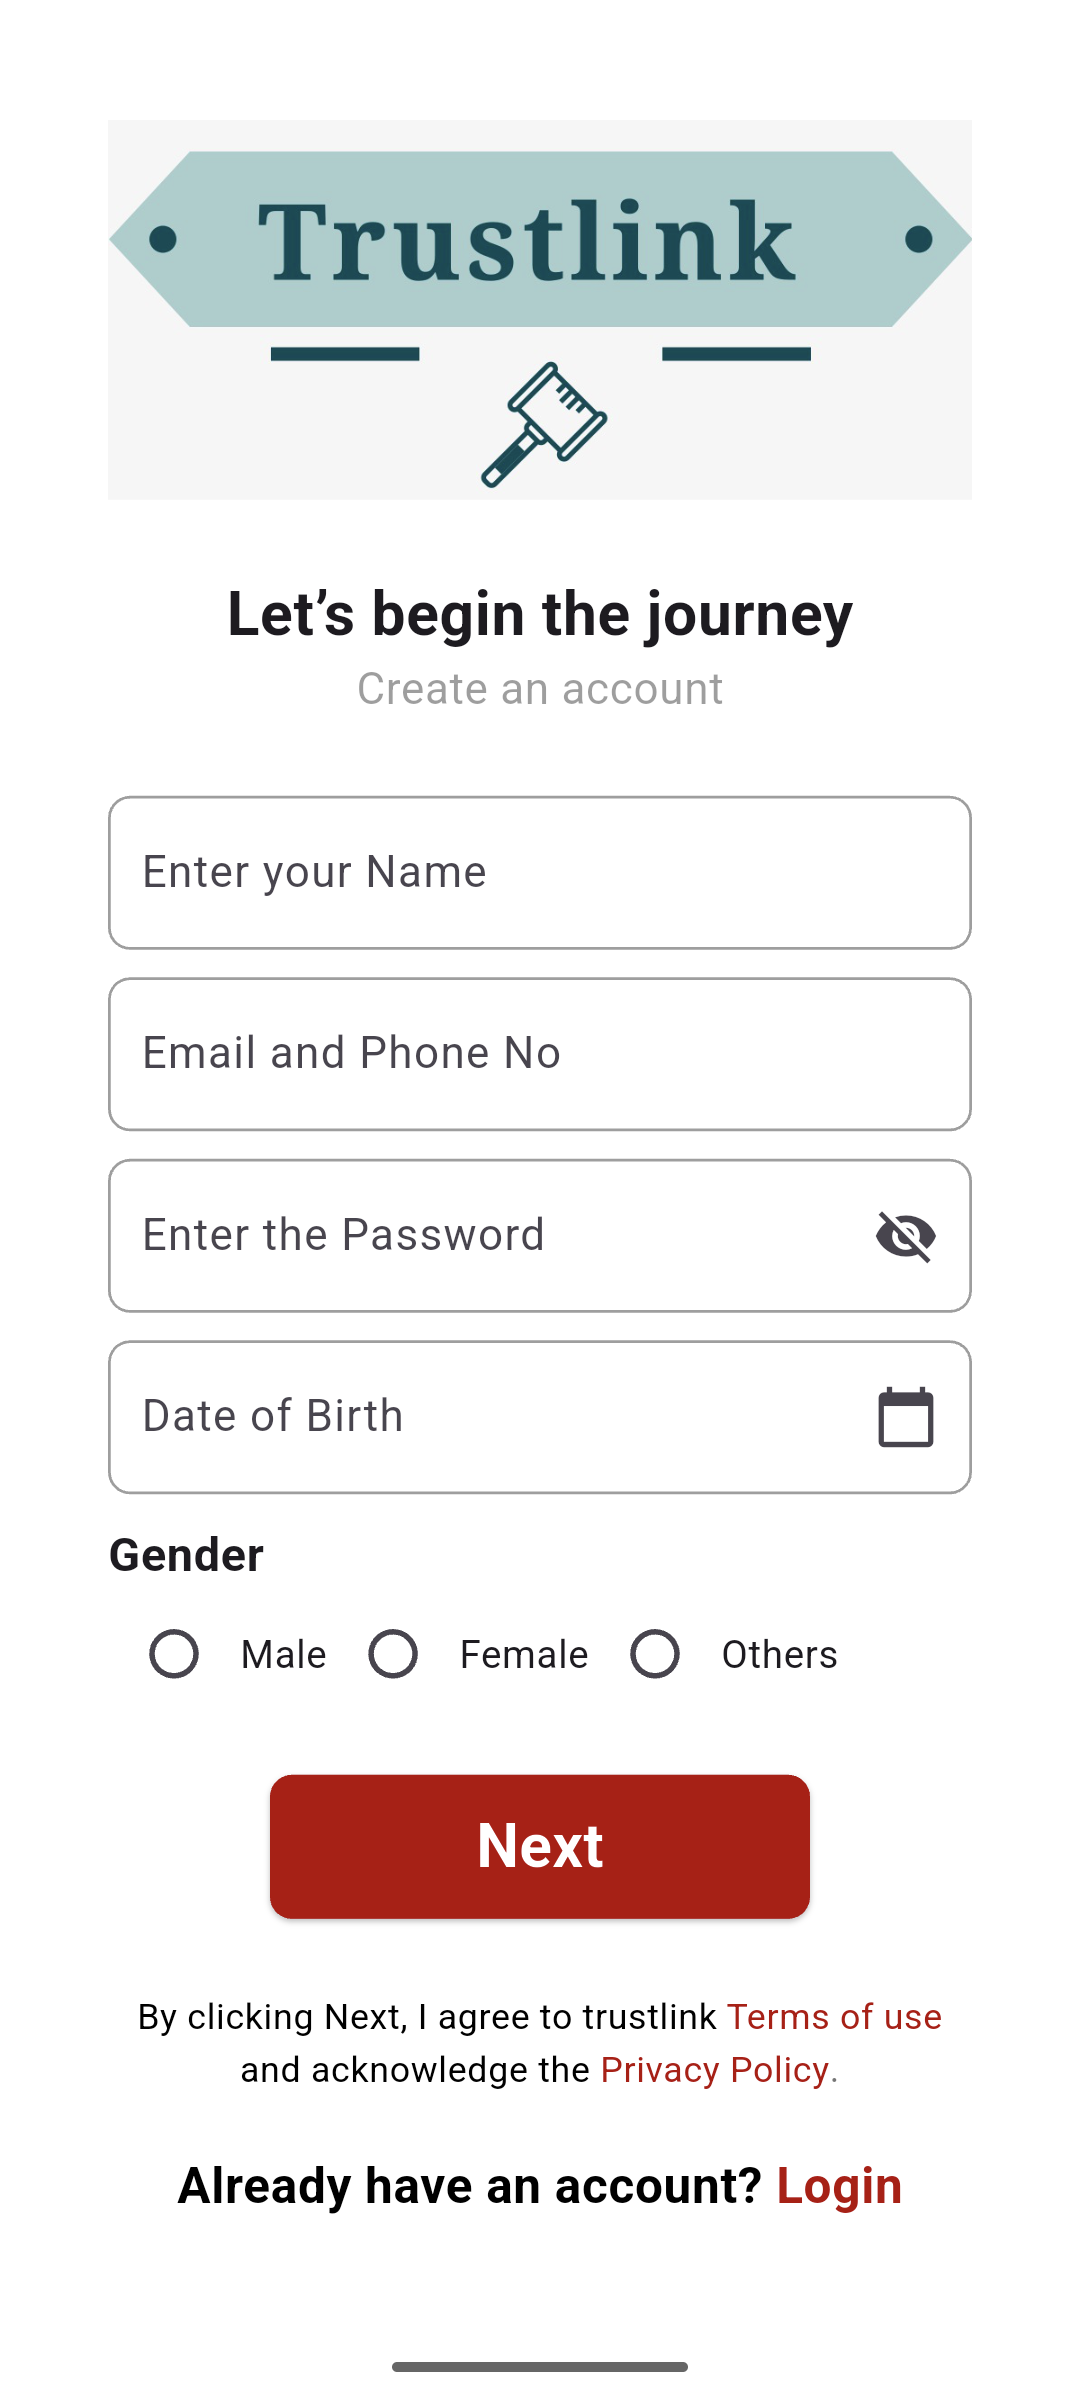 Trustlink
Let’s begin the journey
Create an account
Enter your Name
Email and Phone No
Enter the Password
Date of Birth
Gender
Male Female Others
Next
By clicking Next, I agree to trustlink Terms of use
and acknowledge the Privacy Policy.
Already have an account? Login